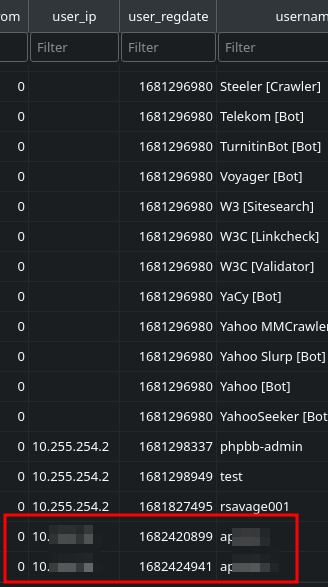 om user_ip user_regdate usernam
Filter Filter Filter
0 1681296980 Steeler [Crawler]
0 1681296980 Telekom [Bot]
0 1681296980 TurnitinBot [Bot]
0 1681296980 Voyager [Bot]
0 1681296980 W3 [Sitesearch]
0 1681296980 W3C [Linkcheck]
0 1681296980 W3C [Validator]
0 1681296980 YaCy [Bot]
0 1681296980 Yahoo MMCrawler
0 1681296980 Yahoo Slurp [Bot]
0 1681296980 Yahoo [Bot]
0 1681296980 YahooSeeker [Bot
0 10.255.254.2 1681298337 phpbb-admin
0 10.255.254.2 1681298949 test
0 10.255.254.2 1681827495 rsavage001
0 10. 1682420899 ap
0 10. 1682424941 ap